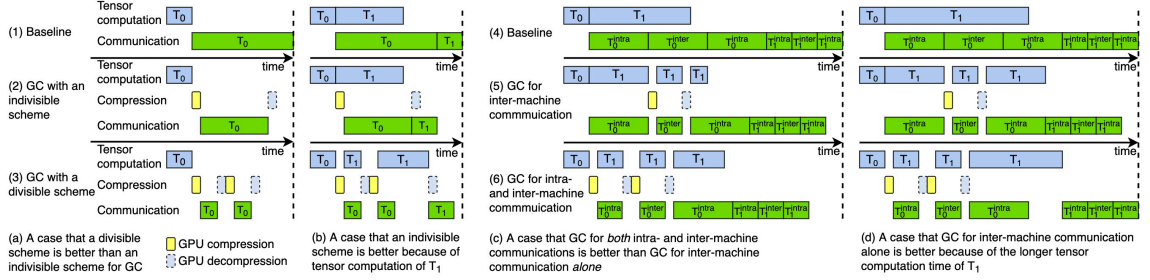 Tensor
computation
T0
T0 T1
(1) Baseline
Communication
T0
T0 T1
time
time
Tensor
computation
T0
T0 T1
(2) GC with an
indivisible
scheme
Compression
Communication
T0
T0 T1
time
time
Tensor
computation
T0
T0 T1 T1
(3) GC with a
divisible scheme
Compression
Communication
T0 T0
T0 T0 T1
(a) A case that a divisible
scheme is better than an
indivisible scheme for GC
GPU compression
GPU decompression
(b) A case that an indivisible
scheme is better because of
tensor computation of T1
T0 T1
T0 T1
(4) Baseline
T0intra T0inter T0intra T1intra T1inter T1intra
T0intra T0inter T0intra T1intra T1inter T1intra
time
time
T0 T1 T1 T1
T0 T1 T1 T1
(5) GC for
inter-machine
commmuication
T0intra T0inter T0intra T1intra T1inter T1intra
T0intra T0inter T0intra T1intra T1inter T1intra
time
time
T0 T1 T1 T1
T0 T1 T1 T1
(6) GC for intra-
and inter-machine
commmuication
T0intra T0inter T0intra T1intra T1inter T1intra
T0intra T0inter T0intra T1intra T1inter T1intra
(c) A case that GC for both intra- and inter-machine
communications is better than GC for inter-machine
communication alone
(d) A case that GC for inter-machine communication
alone is better because of the longer tensor
computation time of T1